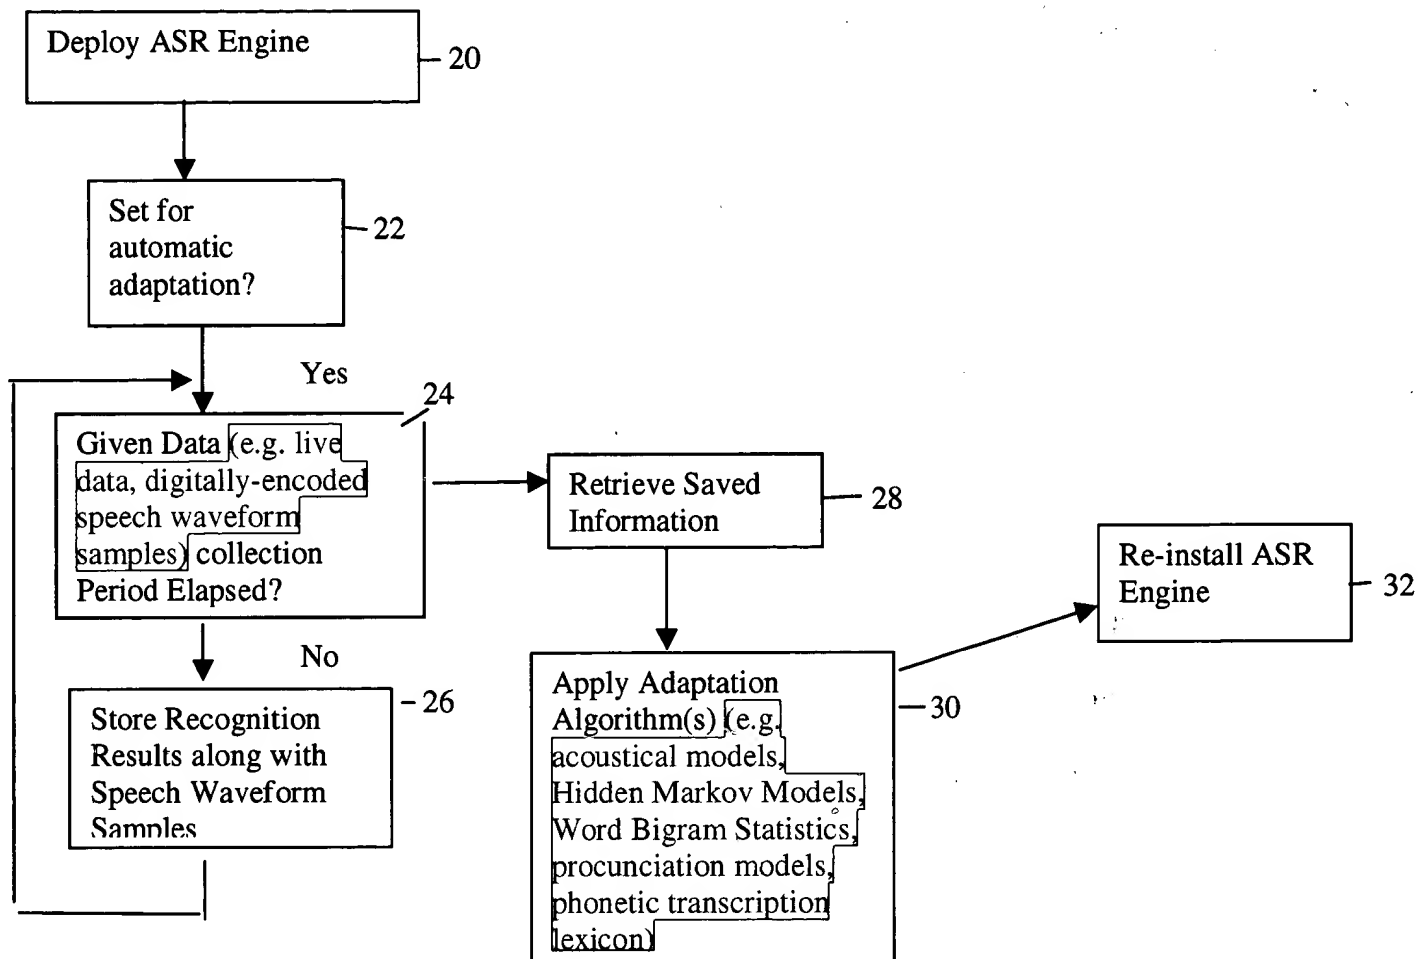 Deploy ASR Engine
20
Set for
automatic
adaptation?
22
Yes
24
Given Data (e.g. live
data, digitally-encoded
speech waveform
samples) collection
Period Elapsed?
No
26
Store Recognition
Results along with
Speech Waveform
Samples
Retrieve Saved
Information
28
Apply Adaptation
Algorithm(s) (e.g.
acoustical models,
Hidden Markov Models,
Word Bigram Statistics,
procunciation models,
phonetic transcription
lexicon)
30
Re-install ASR
Engine
32